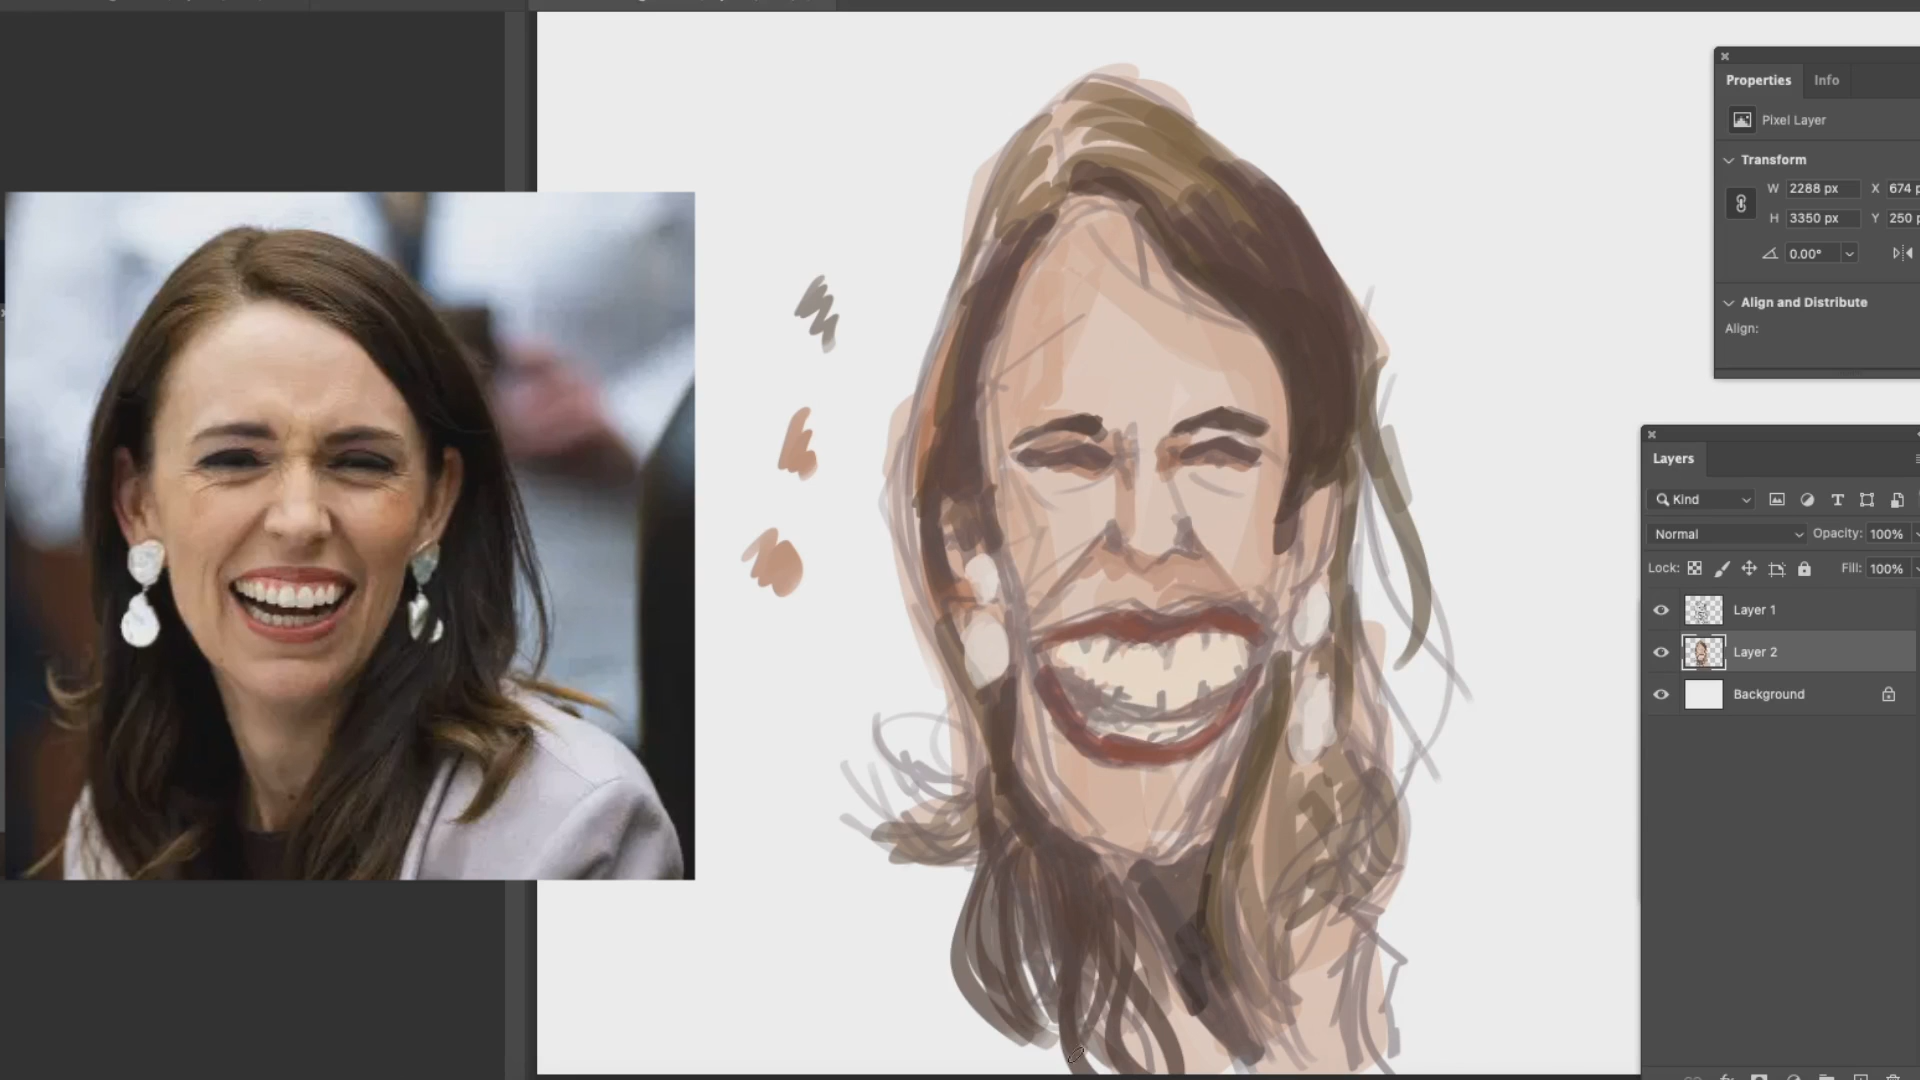 Properties Info
Pixel Layer
Transform
W 2288 px X 674 p
H 3350 px Y 250 p
0.00°
Align and Distribute
Align:
Layers
Kind
Normal Opacity: 100%
Lock: Fill: 100%
Layer 1
Layer 2
Background